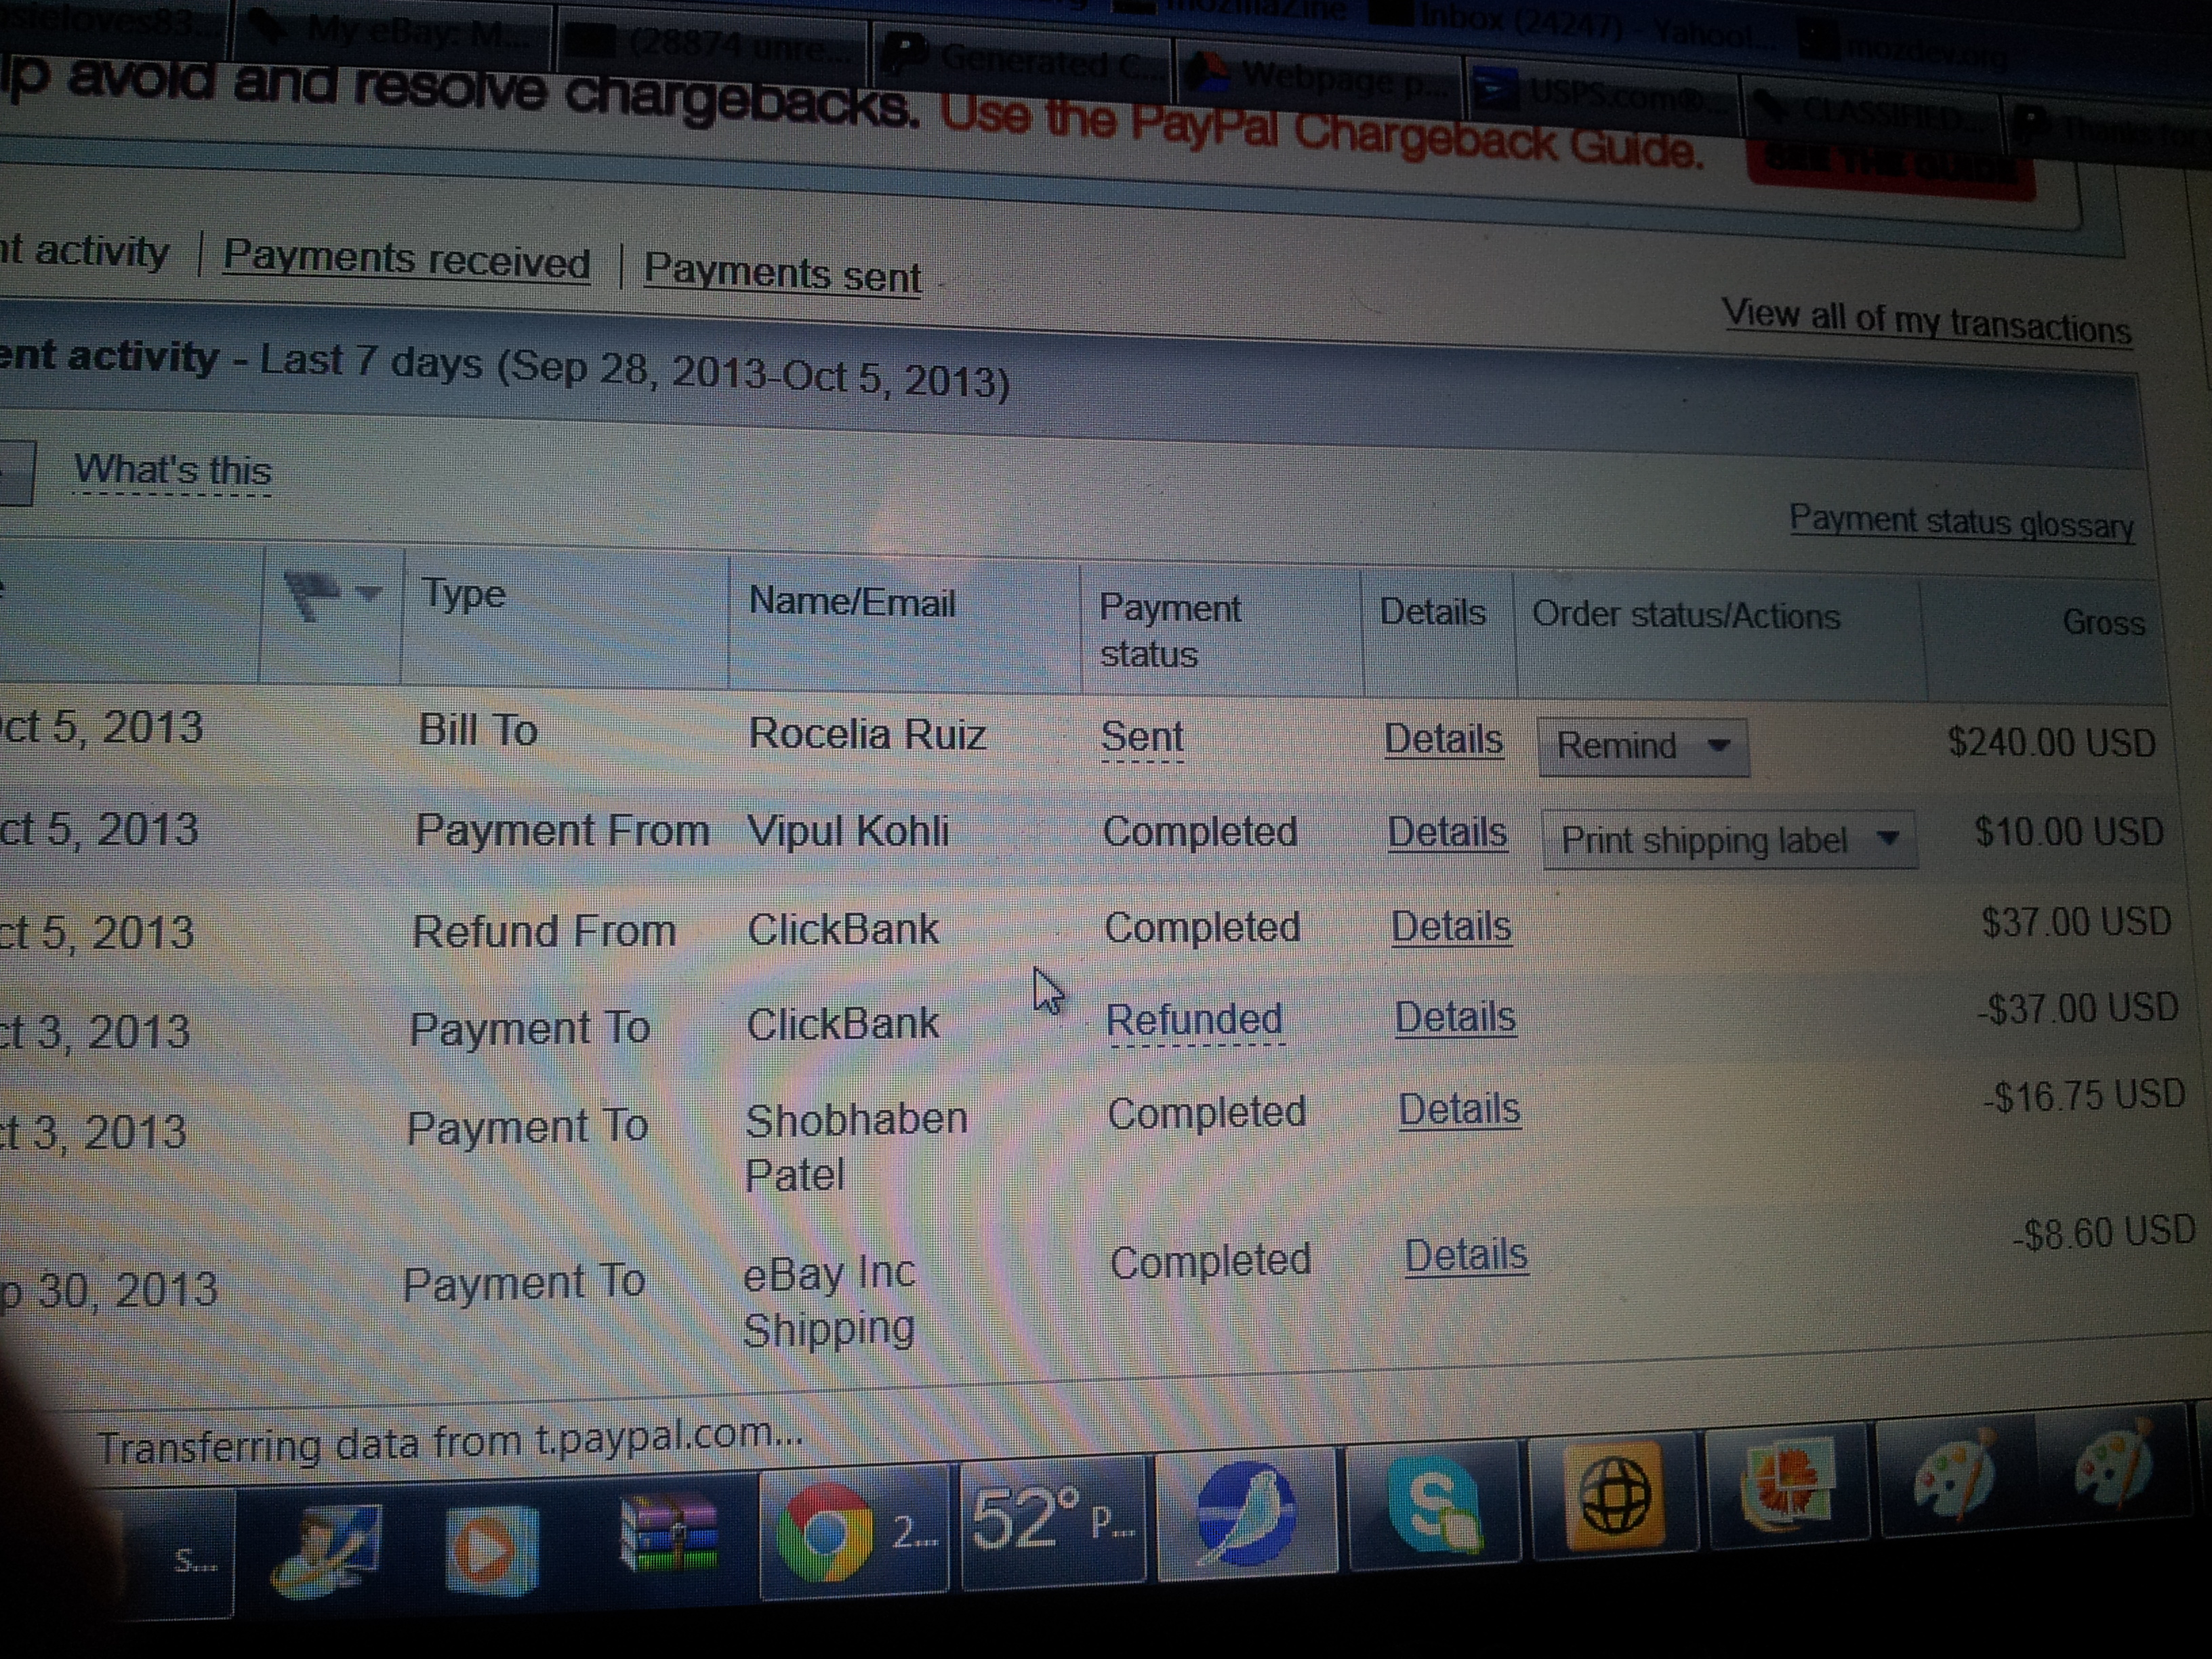 My eBay: M...
(28874 unre...
Generated C...
Webpage p...
USPS.com®...
CLASSIFIED...
Thanks for
Inbox (24247) - Yahoo!...
mozdev.org
lp avoid and resolve chargebacks. Use the PayPal Chargeback Guide.
SEE THE GUIDE
nt activity | Payments received | Payments sent
View all of my transactions
ent activity - Last 7 days (Sep 28, 2013-Oct 5, 2013)
What's this
Payment status glossary
e Type Name/Email Payment status Details Order status/Actions Gross
Oct 5, 2013 Bill To Rocelia Ruiz Sent Details Remind $240.00 USD
ct 5, 2013 Payment From Vipul Kohli Completed Details Print shipping label $10.00 USD
ct 5, 2013 Refund From ClickBank Completed Details $37.00 USD
ct 3, 2013 Payment To ClickBank Refunded Details -$37.00 USD
t 3, 2013 Payment To Shobhaben Patel Completed Details -$16.75 USD
p 30, 2013 Payment To eBay Inc Shipping Completed Details -$8.60 USD
Transferring data from t.paypal.com...
S...
2...
52° P...